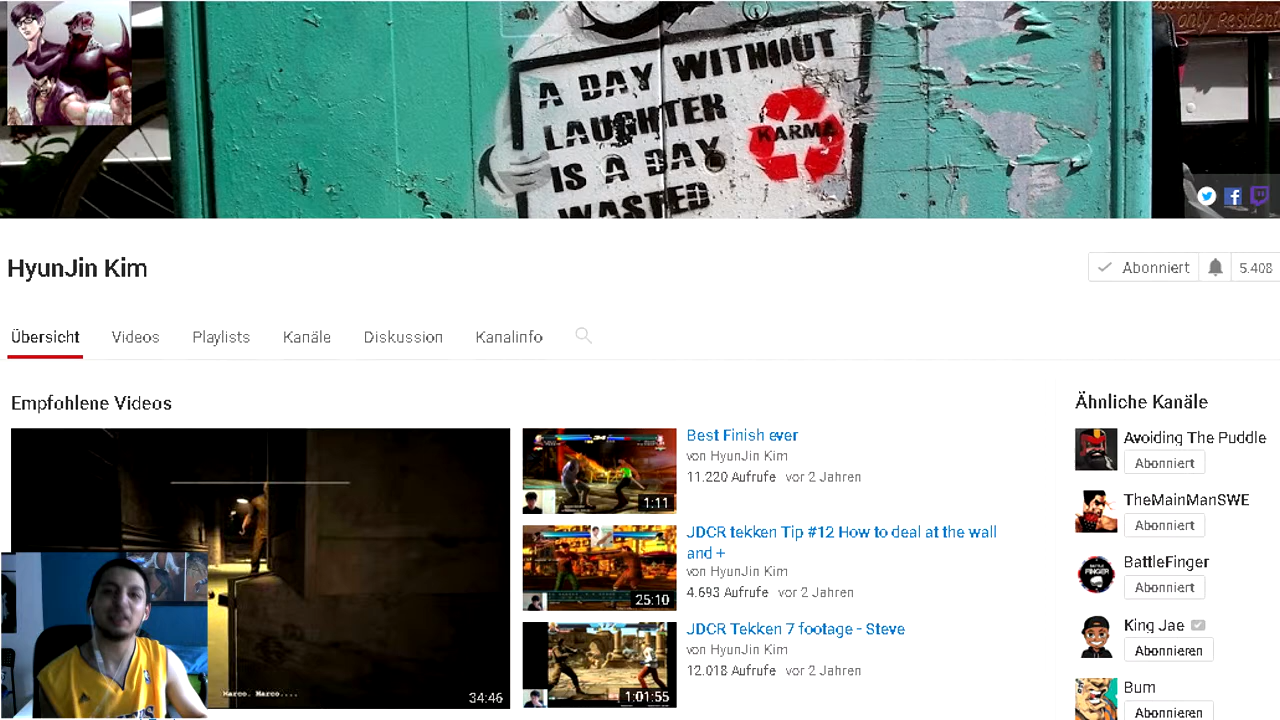 only Residen
A DAY WITHOUT
LAUGHTER
IS A DAY
WASTED
KARMA
HyunJin Kim
Abonniert
5.408
Übersicht
Videos
Playlists
Kanäle
Diskussion
Kanalinfo
Empfohlene Videos
Marco. Marco....
34:46
1:11
Best Finish ever
von HyunJin Kim
11.220 Aufrufe vor 2 Jahren
25:10
JDCR tekken Tip #12 How to deal at the wall
and +
von HyunJin Kim
4.693 Aufrufe vor 2 Jahren
1:01:55
JDCR Tekken 7 footage - Steve
von HyunJin Kim
12.018 Aufrufe vor 2 Jahren
Ähnliche Kanäle
Avoiding The Puddle
Abonniert
TheMainManSWE
Abonniert
BATTLE
FINGER
BattleFinger
Abonniert
King Jae
Abonnieren
Bum
Abonnieren